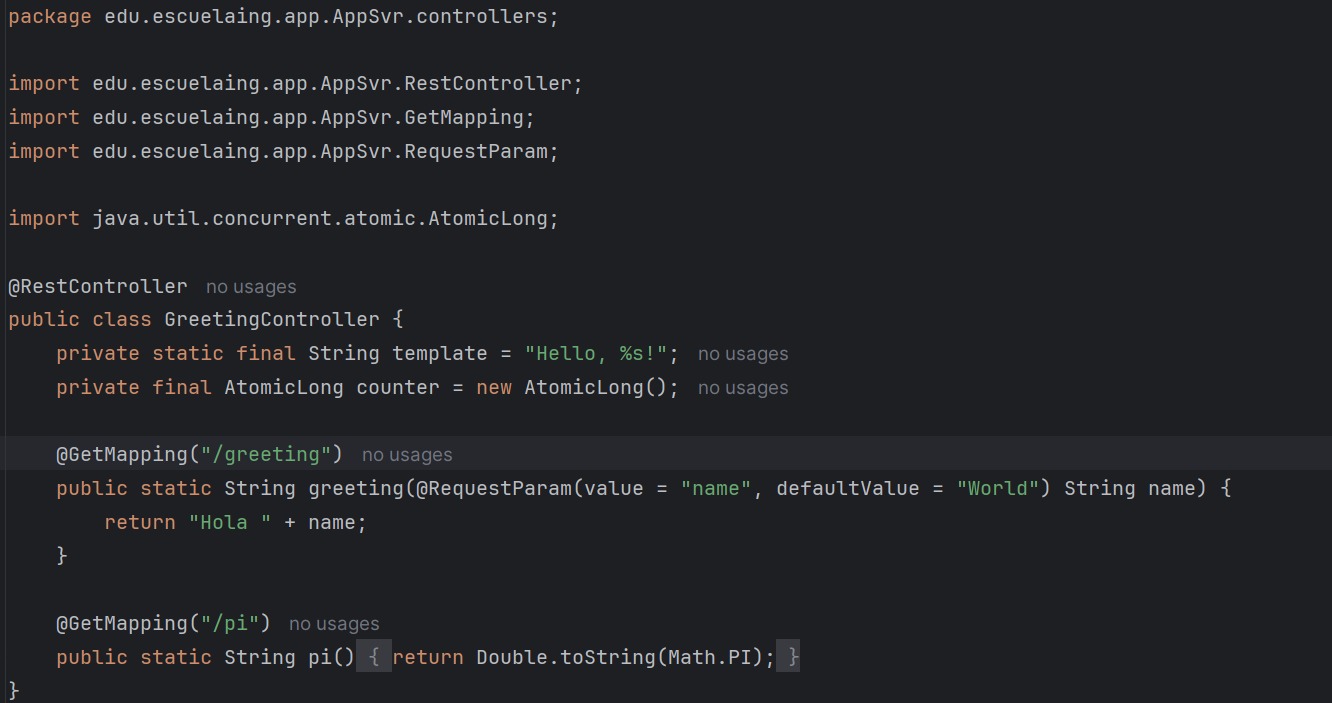 package edu.escuelaing.app.AppSvr.controllers;
import edu.escuelaing.app.AppSvr.RestController;
import edu.escuelaing.app.AppSvr.GetMapping;
import edu.escuelaing.app.AppSvr.RequestParam;
import java.util.concurrent.atomic.AtomicLong;
@RestController no usages
public class GreetingController {
    private static final String template = "Hello, %s!"; no usages
    private final AtomicLong counter = new AtomicLong(); no usages
    @GetMapping("/greeting") no usages
    public static String greeting(@RequestParam(value = "name", defaultValue = "World") String name) {
        return "Hola " + name;
    }
    @GetMapping("/pi") no usages
    public static String pi() { return Double.toString(Math.PI); }
}